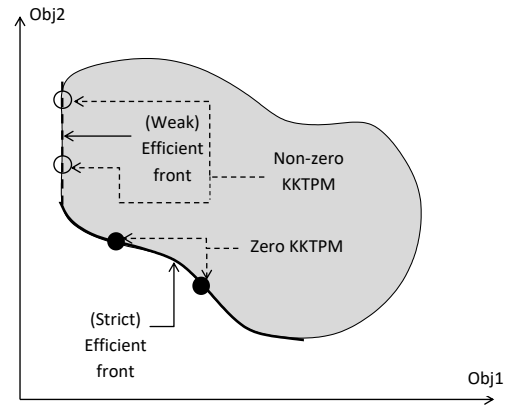 Obj2
(Weak)
Efficient
front
Non-zero
KKTPM
Zero KKTPM
(Strict)
Efficient
front
Obj1